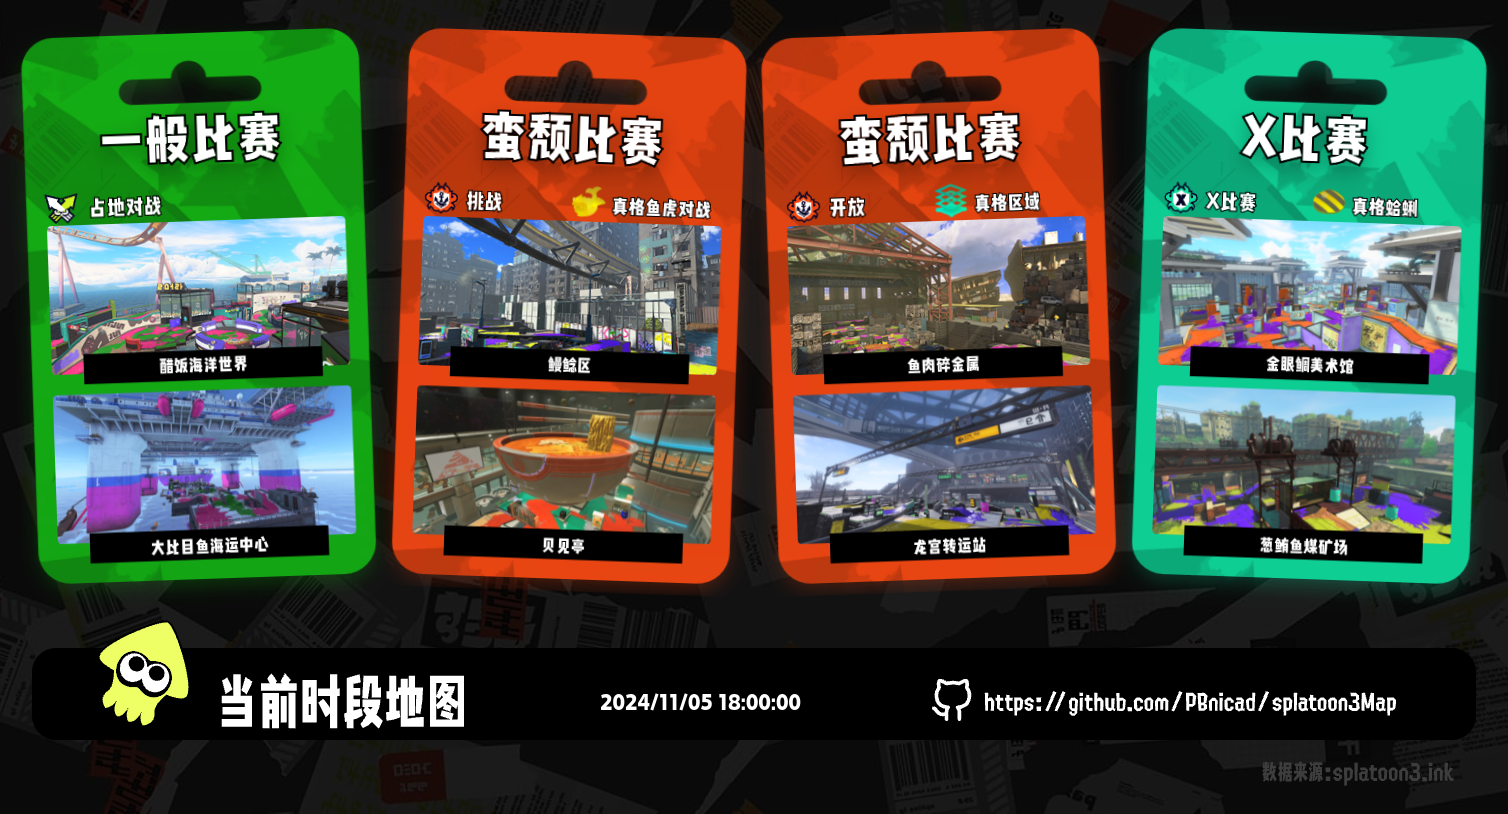 一般比赛
占地对战
醋饭海洋世界
大比目鱼海运中心
蛮颓比赛
挑战
真格鱼虎对战
鳗鲶区
贝见亭
蛮颓比赛
开放
真格区域
鱼肉碎金属
龙宫转运站
X比赛
X比赛
真格蛤蜊
金眼鲷美术馆
葱鲔鱼煤矿场
当前时段地图
2024/11/05 18:00:00
https://github.com/PBnicad/splatoon3Map
数据来源:splatoon3.ink